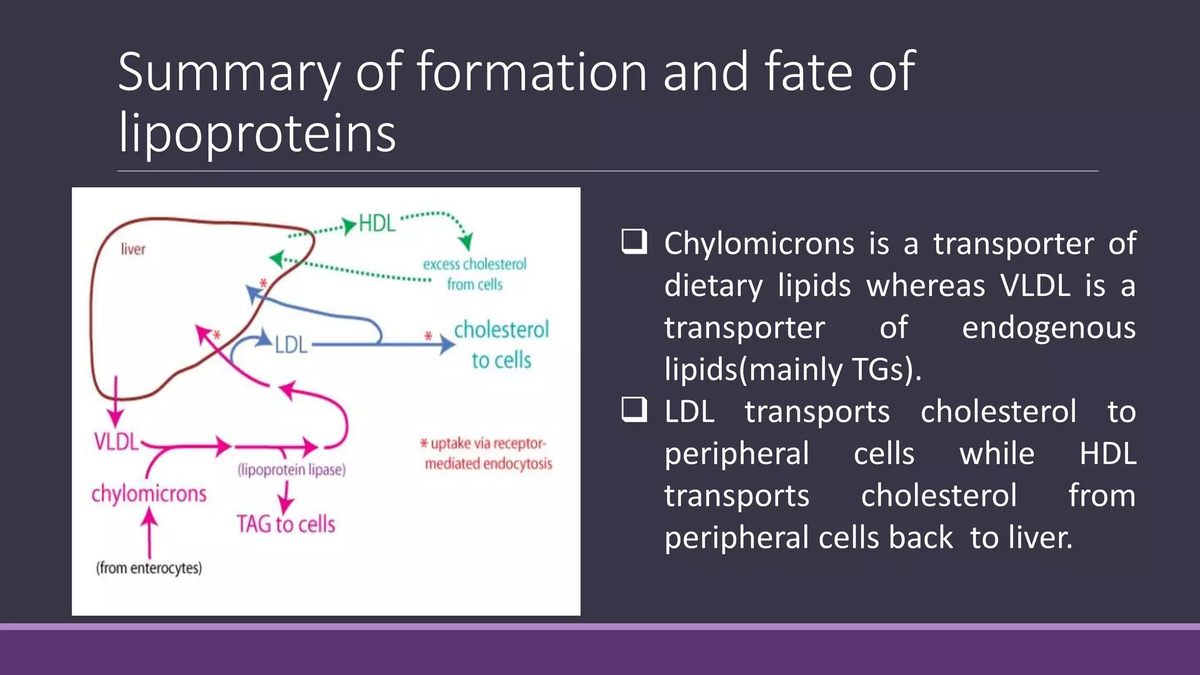 Summary of formation and fate of
lipoproteins
liver
HDL
excess cholesterol
from cells
*
*
LDL
*
cholesterol
to cells
VLDL
(lipoprotein lipase)
* uptake via receptor-
mediated endocytosis
chylomicrons
TAG to cells
(from enterocytes)
❑ Chylomicrons is a transporter of
dietary lipids whereas VLDL is a
transporter of endogenous
lipids(mainly TGs).
❑ LDL transports cholesterol to
peripheral cells while HDL
transports cholesterol from
peripheral cells back to liver.